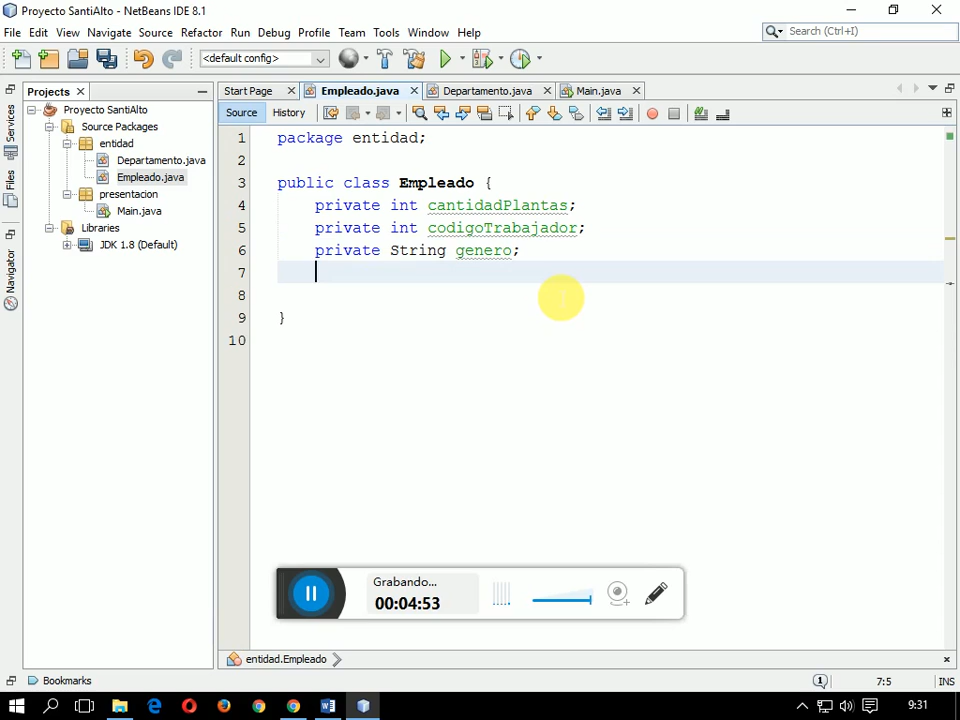 Proyecto SantiAlto - NetBeans IDE 8.1
File Edit View Navigate Source Refactor Run Debug Profile Team Tools Window Help
Search (Ctrl+I)
<default config>
Projects
Start Page
Empleado.java
Departamento.java
Main.java
Source
History
Services
Files
Navigator
Proyecto SantiAlto
Source Packages
entidad
Departamento.java
Empleado.java
presentacion
Main.java
Libraries
JDK 1.8 (Default)
1 package entidad;
2
3 public class Empleado {
4 private int cantidadPlantas;
5 private int codigoTrabajador;
6 private String genero;
7
8
9 }
10
Grabando...
00:04:53
entidad.Empleado
Bookmarks
1
7:5
INS
9:31